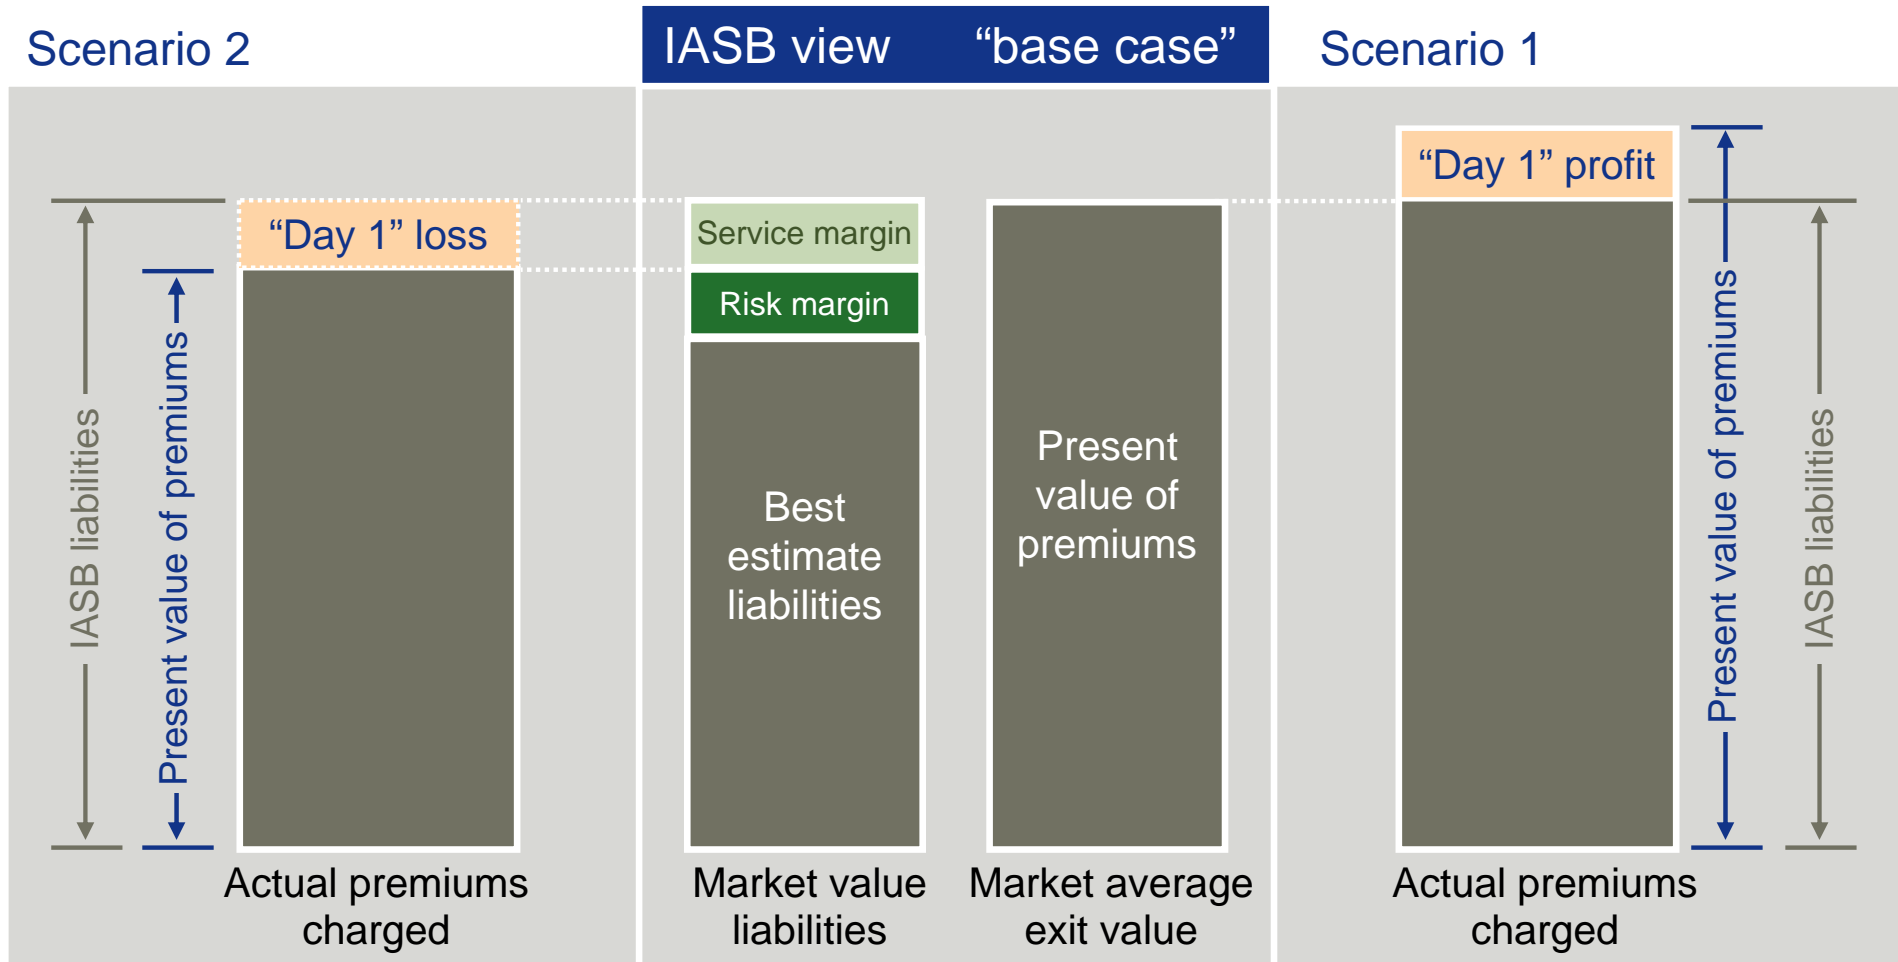 Scenario 2
IASB view “base case”
Scenario 1
IASB liabilities
Present value of premiums
“Day 1” loss
Actual premiums
charged
Service margin
Risk margin
Best
estimate
liabilities
Market value
liabilities
Present
value of
premiums
Market average
exit value
“Day 1” profit
Actual premiums
charged
Present value of premiums
IASB liabilities